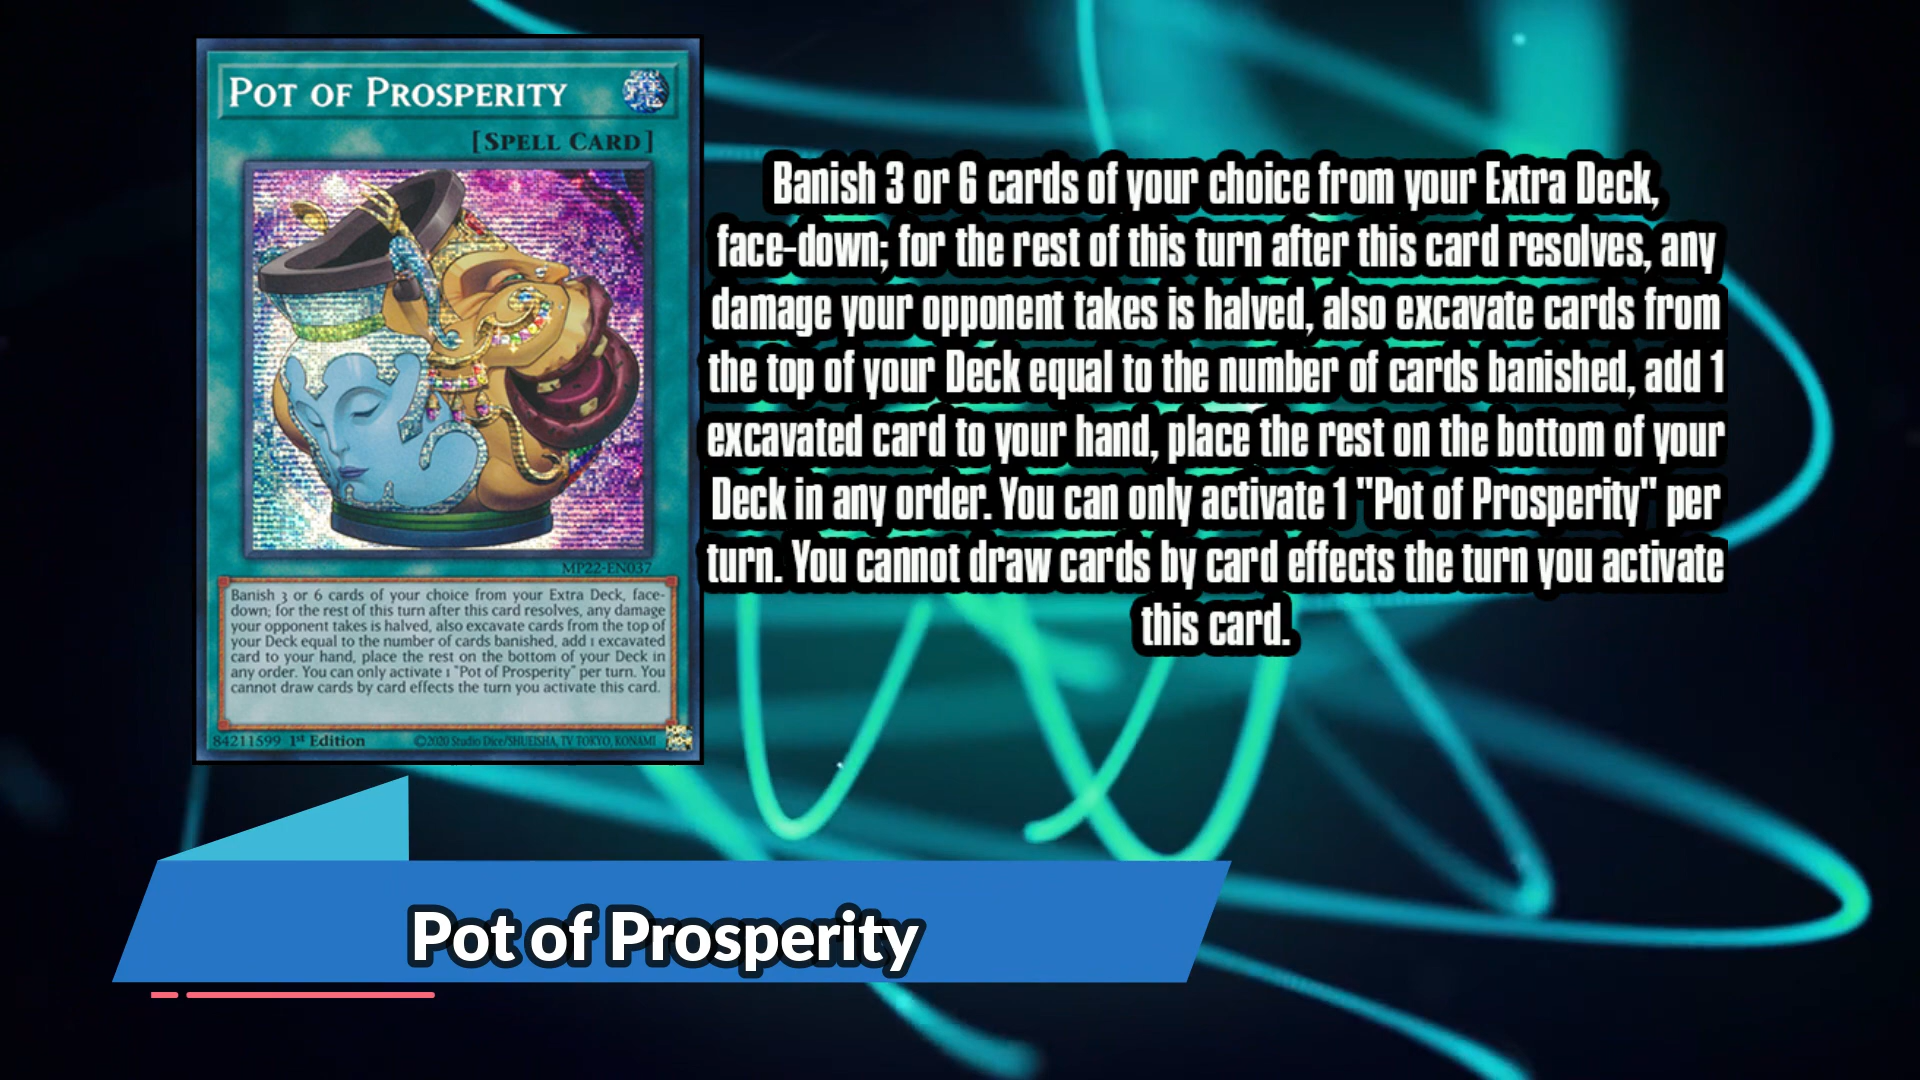 POT OF PROSPERITY
[SPELL CARD]
MP22-EN037
Banish 3 or 6 cards of your choice from your Extra Deck, face-
down; for the rest of this turn after this card resolves, any damage
your opponent takes is halved, also excavate cards from the top of
your Deck equal to the number of cards banished, add 1 excavated
card to your hand, place the rest on the bottom of your Deck in
any order. You can only activate 1 "Pot of Prosperity" per turn. You
cannot draw cards by card effects the turn you activate this card.
84211599 1st Edition ©2020 Studio Dice/SHUEISHA, TV TOKYO, KONAMI
Banish 3 or 6 cards of your choice from your Extra Deck,
face-down; for the rest of this turn after this card resolves, any
damage your opponent takes is halved, also excavate cards from
the top of your Deck equal to the number of cards banished, add 1
excavated card to your hand, place the rest on the bottom of your
Deck in any order. You can only activate 1 "Pot of Prosperity" per
turn. You cannot draw cards by card effects the turn you activate
this card.
Pot of Prosperity